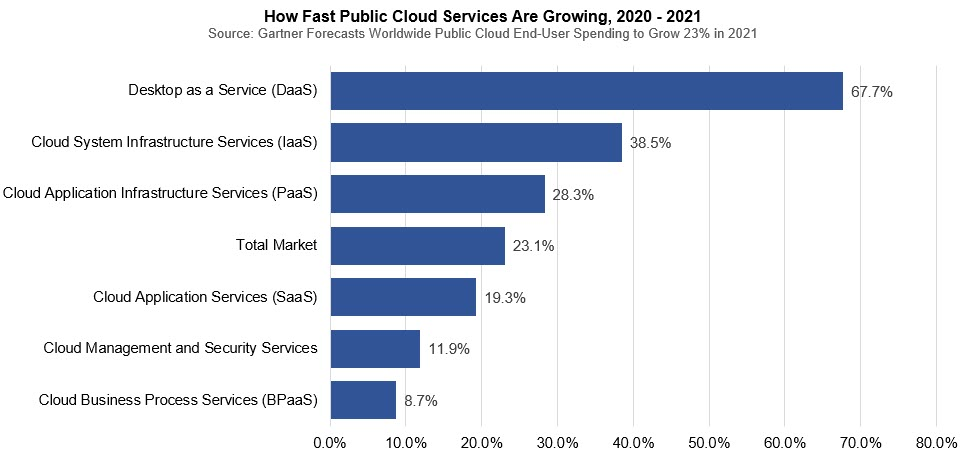 How Fast Public Cloud Services Are Growing, 2020 - 2021
Source: Gartner Forecasts Worldwide Public Cloud End-User Spending to Grow 23% in 2021
Desktop as a Service (DaaS) 67.7%
Cloud System Infrastructure Services (IaaS) 38.5%
Cloud Application Infrastructure Services (PaaS) 28.3%
Total Market 23.1%
Cloud Application Services (SaaS) 19.3%
Cloud Management and Security Services 11.9%
Cloud Business Process Services (BPaaS) 8.7%
0.0% 10.0% 20.0% 30.0% 40.0% 50.0% 60.0% 70.0% 80.0%